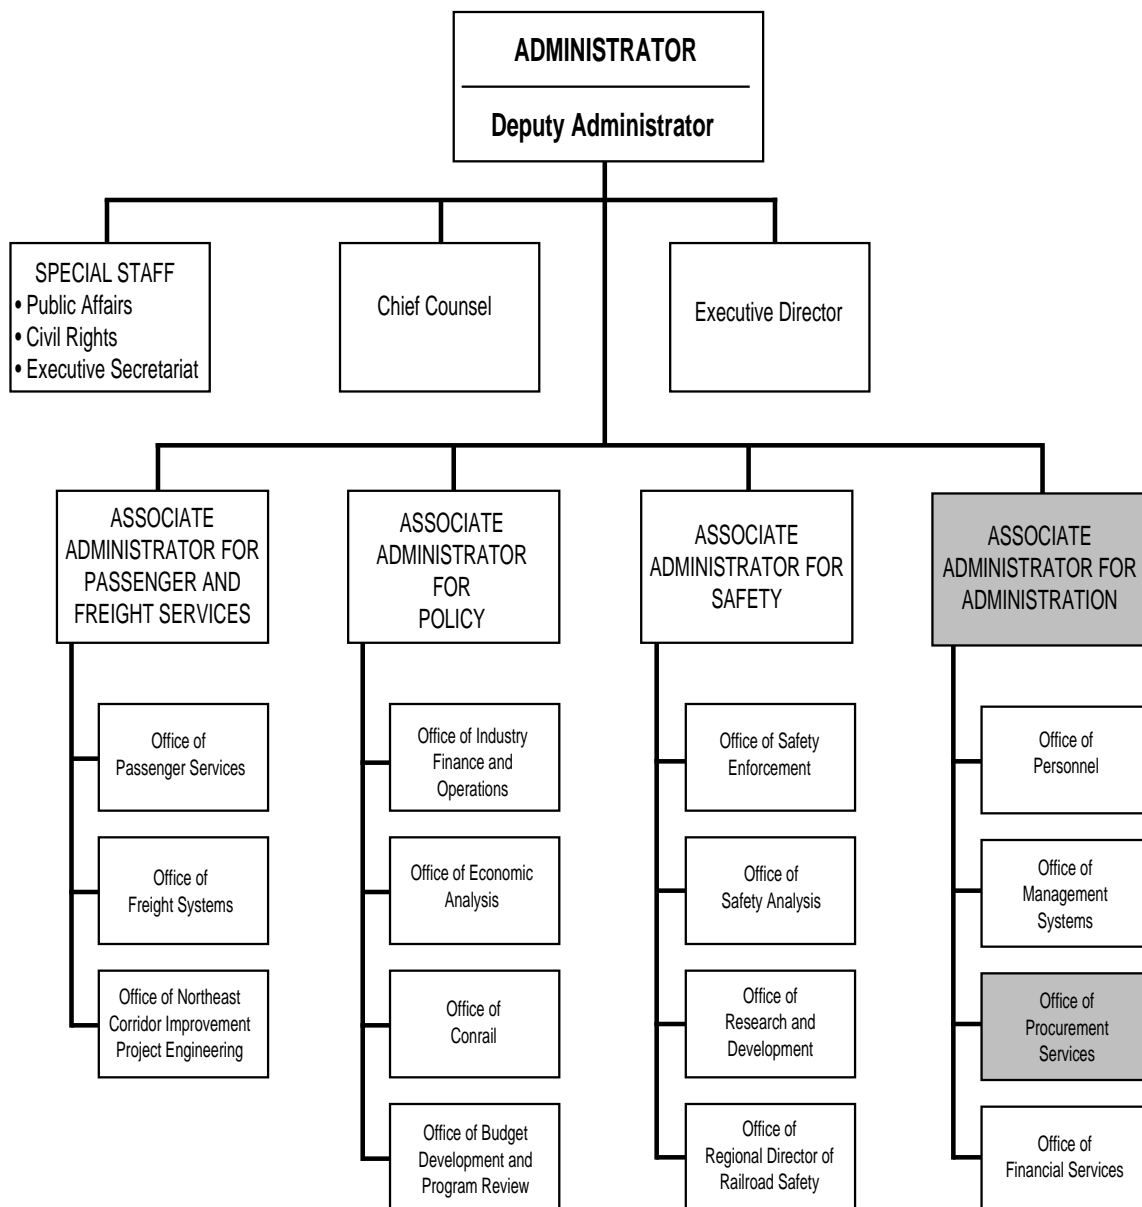 ADMINISTRATOR
Deputy Administrator
SPECIAL STAFF
• Public Affairs
• Civil Rights
• Executive Secretariat
Chief Counsel
Executive Director
ASSOCIATE
ADMINISTRATOR FOR
PASSENGER AND
FREIGHT SERVICES
ASSOCIATE
ADMINISTRATOR
FOR
POLICY
ASSOCIATE
ADMINISTRATOR FOR
SAFETY
ASSOCIATE
ADMINISTRATOR FOR
ADMINISTRATION
Office of
Passenger Services
Office of Industry
Finance and
Operations
Office of Safety
Enforcement
Office of
Personnel
Office of
Freight Systems
Office of Economic
Analysis
Office of
Safety Analysis
Office of
Management
Systems
Office of Northeast
Corridor Improvement
Project Engineering
Office of
Conrail
Office of
Research and
Development
Office of
Procurement
Services
Office of Budget
Development and
Program Review
Office of
Regional Director of
Railroad Safety
Office of
Financial Services